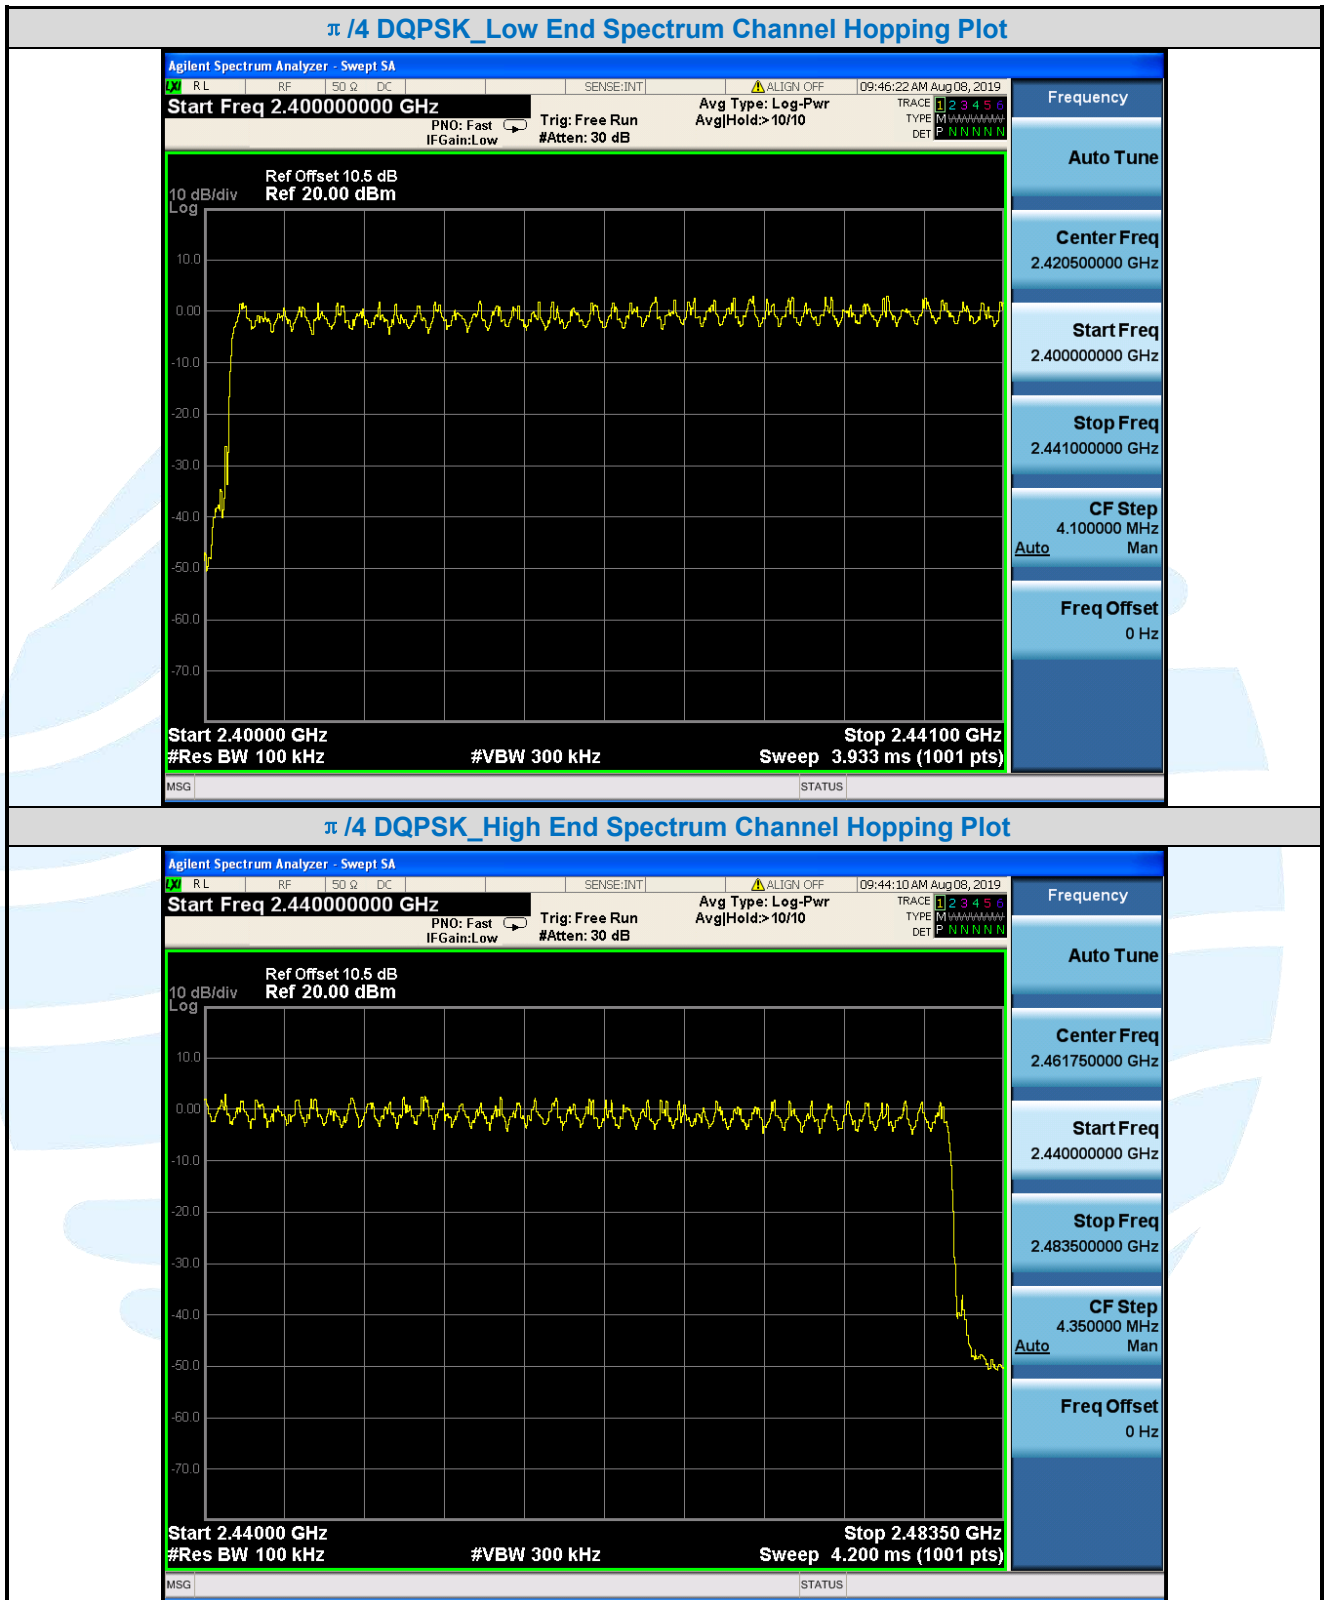 π /4 DQPSK_Low End Spectrum Channel Hopping Plot
Agilent Spectrum Analyzer - Swept SA
LXI RL RF 50 Ω DC SENSE:INT ALIGN OFF 09:46:22 AM Aug 08, 2019
Start Freq 2.400000000 GHz
PNO: Fast
IFGain:Low
Trig: Free Run
#Atten: 30 dB
Avg Type: Log-Pwr
Avg|Hold:> 10/10
TRACE 1 2 3 4 5 6
TYPE M WWWWW
DET P N N N N N
Ref Offset 10.5 dB
10 dB/div Ref 20.00 dBm
Log
10.0
0.00
-10.0
-20.0
-30.0
-40.0
-50.0
-60.0
-70.0
Start 2.40000 GHz Stop 2.44100 GHz
#Res BW 100 kHz #VBW 300 kHz Sweep 3.933 ms (1001 pts)
MSG STATUS
Frequency
Auto Tune
Center Freq
2.420500000 GHz
Start Freq
2.400000000 GHz
Stop Freq
2.441000000 GHz
CF Step
4.100000 MHz
Auto Man
Freq Offset
0 Hz
π /4 DQPSK_High End Spectrum Channel Hopping Plot
Agilent Spectrum Analyzer - Swept SA
LXI RL RF 50 Ω DC SENSE:INT ALIGN OFF 09:44:10 AM Aug 08, 2019
Start Freq 2.440000000 GHz
PNO: Fast
IFGain:Low
Trig: Free Run
#Atten: 30 dB
Avg Type: Log-Pwr
Avg|Hold:> 10/10
TRACE 1 2 3 4 5 6
TYPE M WWWWW
DET P N N N N N
Ref Offset 10.5 dB
10 dB/div Ref 20.00 dBm
Log
10.0
0.00
-10.0
-20.0
-30.0
-40.0
-50.0
-60.0
-70.0
Start 2.44000 GHz Stop 2.48350 GHz
#Res BW 100 kHz #VBW 300 kHz Sweep 4.200 ms (1001 pts)
MSG STATUS
Frequency
Auto Tune
Center Freq
2.461750000 GHz
Start Freq
2.440000000 GHz
Stop Freq
2.483500000 GHz
CF Step
4.350000 MHz
Auto Man
Freq Offset
0 Hz